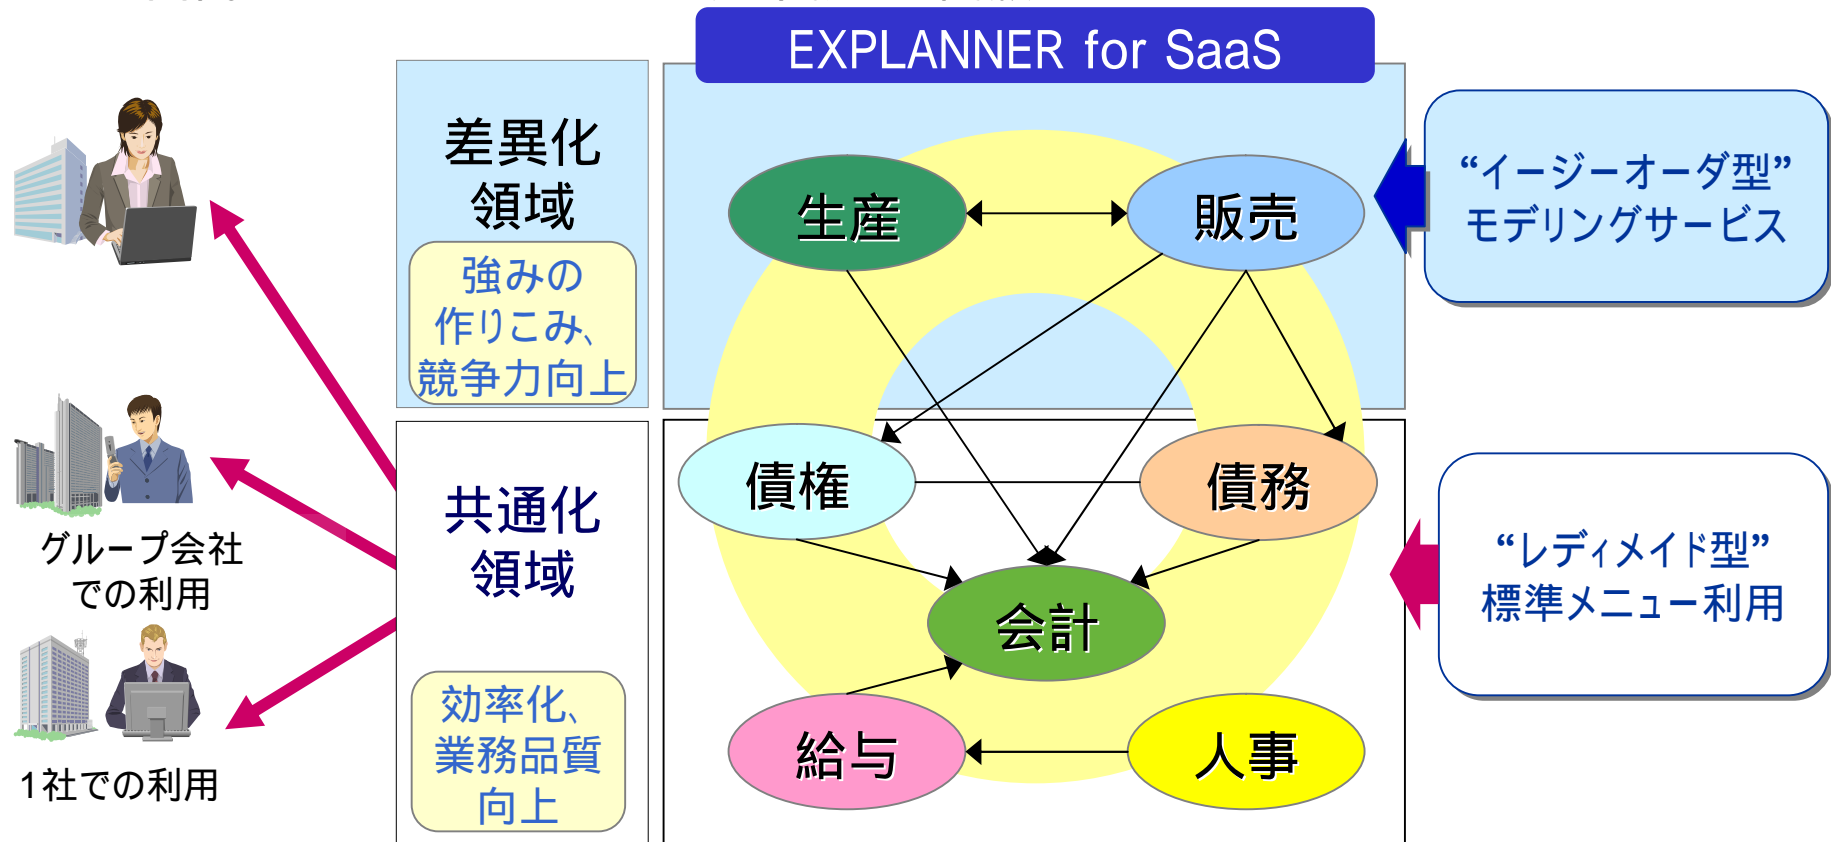 EXPLANNER for SaaS
差異化
領域
強みの
作りこみ、
競争力向上
生産
販売
“イージーオーダ型”
モデリングサービス
グループ会社
での利用
共通化
領域
債権
債務
会計
“レディメイド型”
標準メニュー利用
1社での利用
効率化、
業務品質
向上
給与
人事